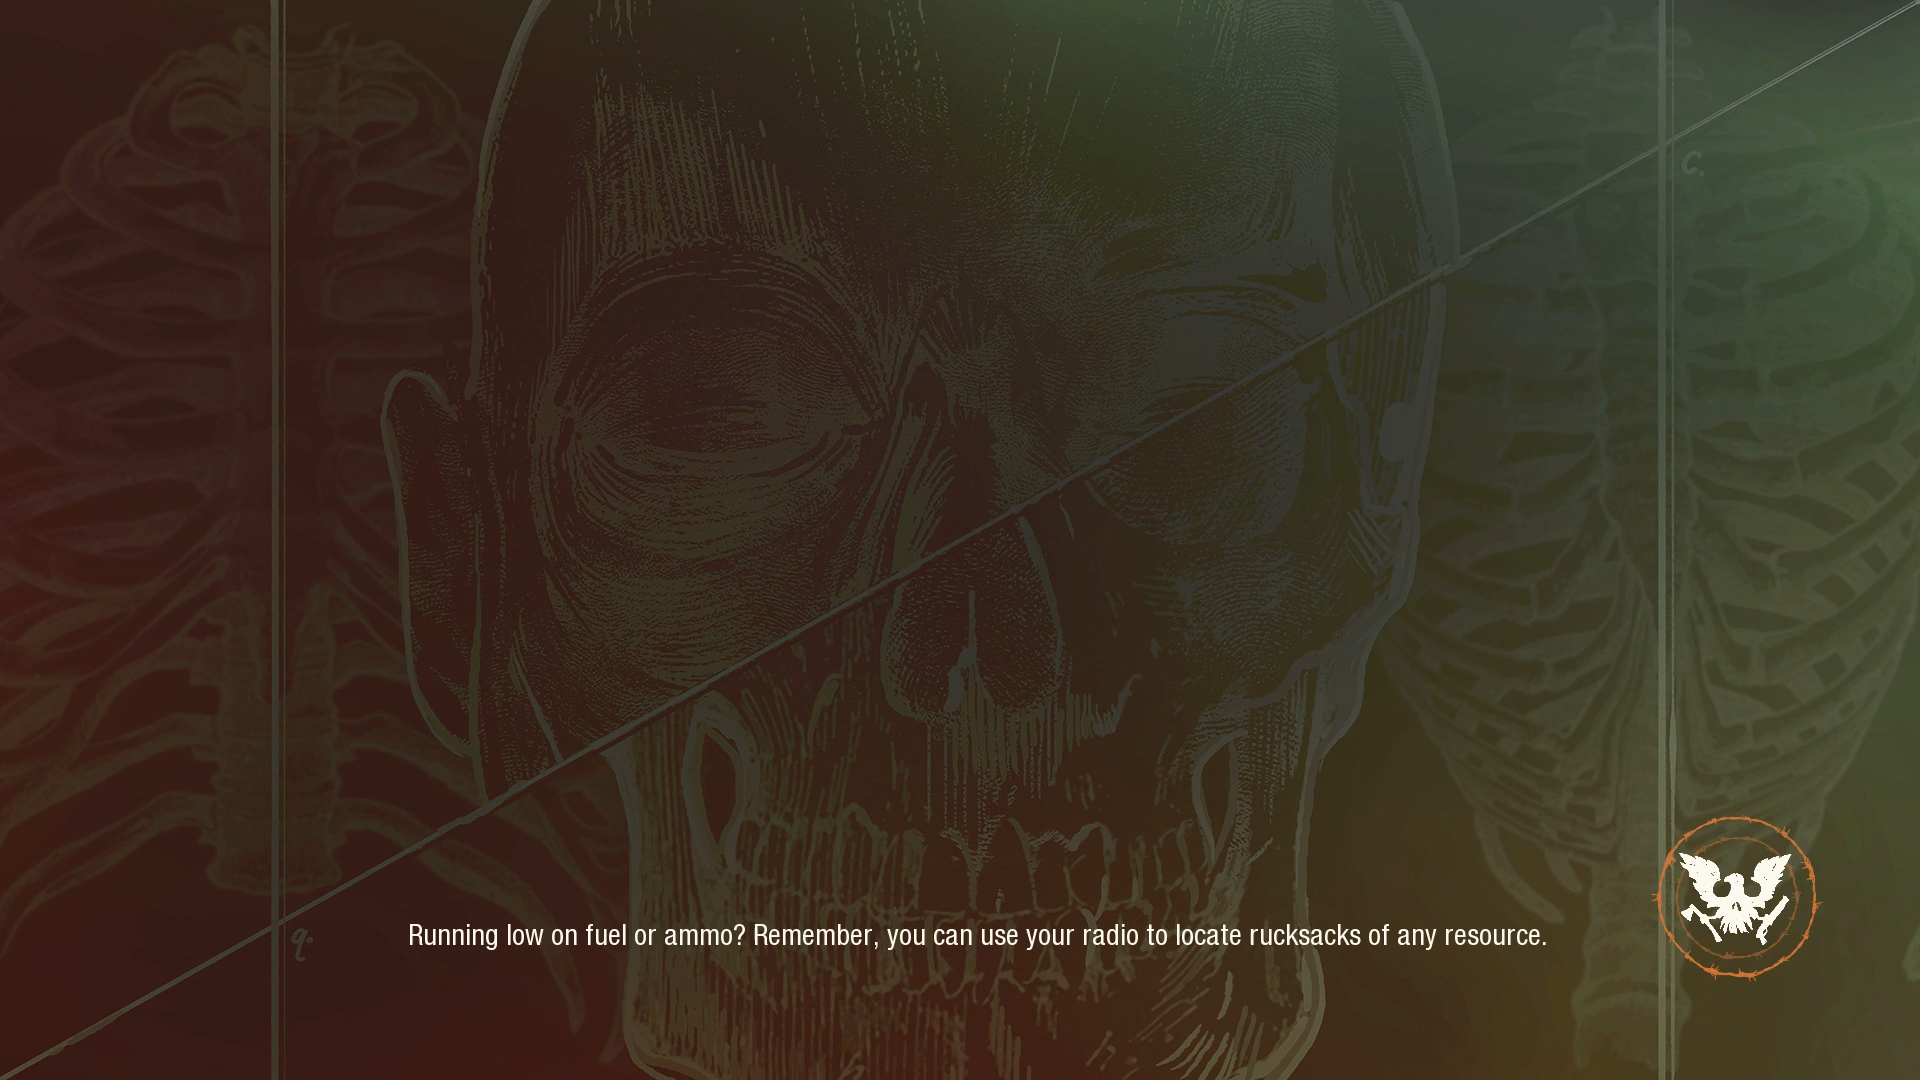 C.
Running low on fuel or ammo? Remember, you can use your radio to locate rucksacks of any resource.